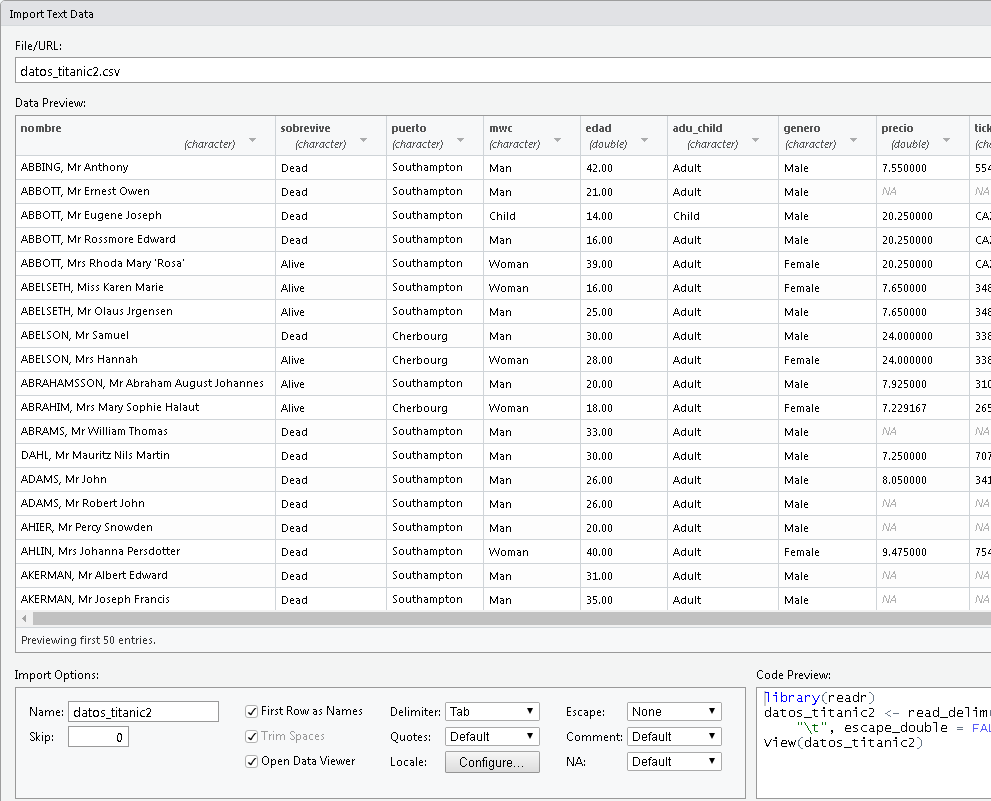 Import Text Data
File/URL:
datos_titanic2.csv
Data Preview:
nombre sobrevive puerto mwc edad adu_child genero precio
(character) (character) (character) (character) (double) (character) (character) (double)
ABBING, Mr Anthony Dead Southampton Man 42.00 Adult Male 7.550000 554
ABBOTT, Mr Ernest Owen Dead Southampton Man 21.00 Adult Male NA NA
ABBOTT, Mr Eugene Joseph Dead Southampton Child 14.00 Child Male 20.250000
ABBOTT, Mr Rossmore Edward Dead Southampton Man 16.00 Adult Male 20.250000
ABBOTT, Mrs Rhoda Mary 'Rosa' Alive Southampton Woman 39.00 Adult Female 20.250000
ABELSETH, Miss Karen Marie Alive Southampton Woman 16.00 Adult Female 7.650000 348
ABELSETH, Mr Olaus Jrgensen Alive Southampton Man 25.00 Adult Male 7.650000 348
ABELSON, Mr Samuel Dead Cherbourg Man 30.00 Adult Male 24.000000 338
ABELSON, Mrs Hannah Alive Cherbourg Woman 28.00 Adult Female 24.000000 338
ABRAHAMSSON, Mr Abraham August Johannes Alive Southampton Man 20.00 Adult Male 7.925000 310
ABRAHIM, Mrs Mary Sophie Halaut Alive Cherbourg Woman 18.00 Adult Female 7.229167 265
ABRAMS, Mr William Thomas Dead Southampton Man 33.00 Adult Male NA NA
DAHL, Mr Mauritz Nils Martin Dead Southampton Man 30.00 Adult Male 7.250000 707
ADAMS, Mr John Dead Southampton Man 26.00 Adult Male 8.050000 341
ADAMS, Mr Robert John Dead Southampton Man 26.00 Adult Male NA NA
AHIER, Mr Percy Snowden Dead Southampton Man 20.00 Adult Male NA NA
AHLIN, Mrs Johanna Persdotter Dead Southampton Woman 40.00 Adult Female 9.475000 754
AKERMAN, Mr Albert Edward Dead Southampton Man 31.00 Adult Male NA NA
AKERMAN, Mr Joseph Francis Dead Southampton Man 35.00 Adult Male NA NA
Previewing first 50 entries.
Import Options:
Name: datos_titanic2
Skip: 0
First Row as Names
Trim Spaces
Open Data Viewer
Delimiter: Tab
Quotes: Default
Locale: Configure...
Escape: None
Comment: Default
NA: Default
Code Preview:
library(readr)
datos_titanic2 <- read_delim(
"\t", escape_double = FAL
View(datos_titanic2)